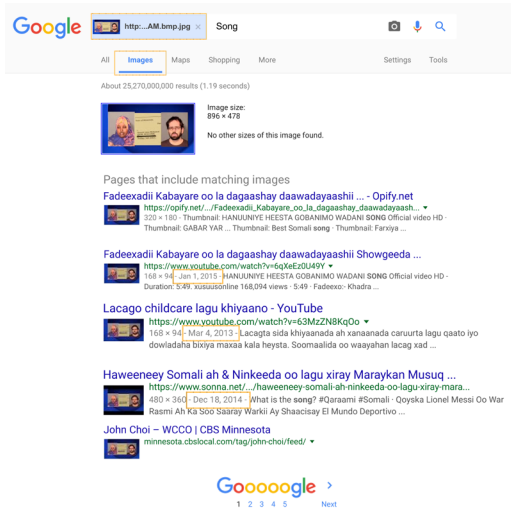 Google http:...AM.bmp.jpg × Song
All Images Maps Shopping More Settings Tools
About 25,270,000,000 results (1.19 seconds)
Image size:
896 × 478
No other sizes of this image found.
Pages that include matching images
Fadeexadii Kabayare oo la dagaashay daawadayaashii ... - Opify.net
https://opify.net/.../Fadeexadii_Kabayare_oo_la_dagaashay_daawadayaash...
320 × 180 - Thumbnail: HANUUNIYE HEESTA GOBANIMO WADANI SONG Official video HD ·
Thumbnail: GABAR YAR ... Thumbnail: Best Somali song · Thumbnail: Farxiya ...
Fadeexadii Kabayare oo la dagaashay daawadayaashii Showgeeda ...
https://www.youtube.com/watch?v=6qXeEz0U49Y
168 × 94 - Jan 1, 2015 - HANUUNIYE HEESTA GOBANIMO WADANI SONG Official video HD -
Duration: 5:49. xusuusonline 168,094 views · 5:49 · Fadeexo:- Khadra ...
Lacago childcare lagu khiyaano - YouTube
https://www.youtube.com/watch?v=63MzZN8KqOo
168 × 94 - Mar 4, 2013 - Lacagta sida khiyaanada ah xanaanada caruurta lagu qaato iyo
dowladaha bixiya maxaa kala heysta. Soomaalida oo waayahan lacag xad ...
Haweeneey Somali ah & Ninkeeda oo lagu xiray Maraykan Musuq ...
https://www.sonna.net/.../haweeneey-somali-ah-ninkeeda-oo-lagu-xiray-mara...
480 × 360 - Dec 18, 2014 - What is the song? #Qaraami #Somali · Qoyska Lionel Messi Oo War
Rasmi Ah Ka Soo Saaray Warkii Ay Shaacisay El Mundo Deportivo ...
John Choi – WCCO | CBS Minnesota
minnesota.cbslocal.com/tag/john-choi/feed/
Gooooogle
1 2 3 4 5 Next